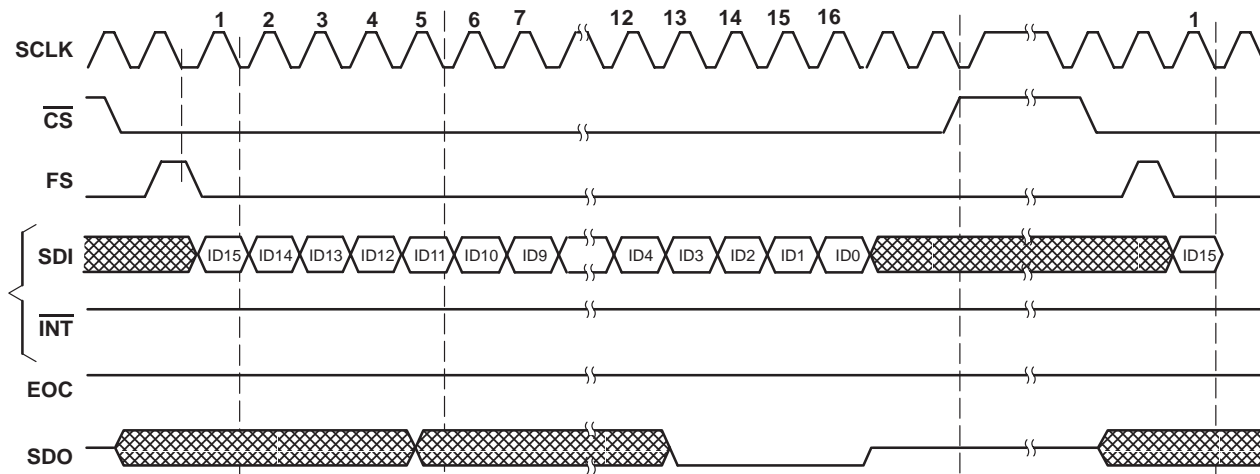 1 2 3 4 5 6 7 12 13 14 15 16 1
SCLK
CS
FS
SDI ID15 ID14 ID13 ID12 ID11 ID10 ID9 ID4 ID3 ID2 ID1 ID0 ID15
INT
EOC
SDO